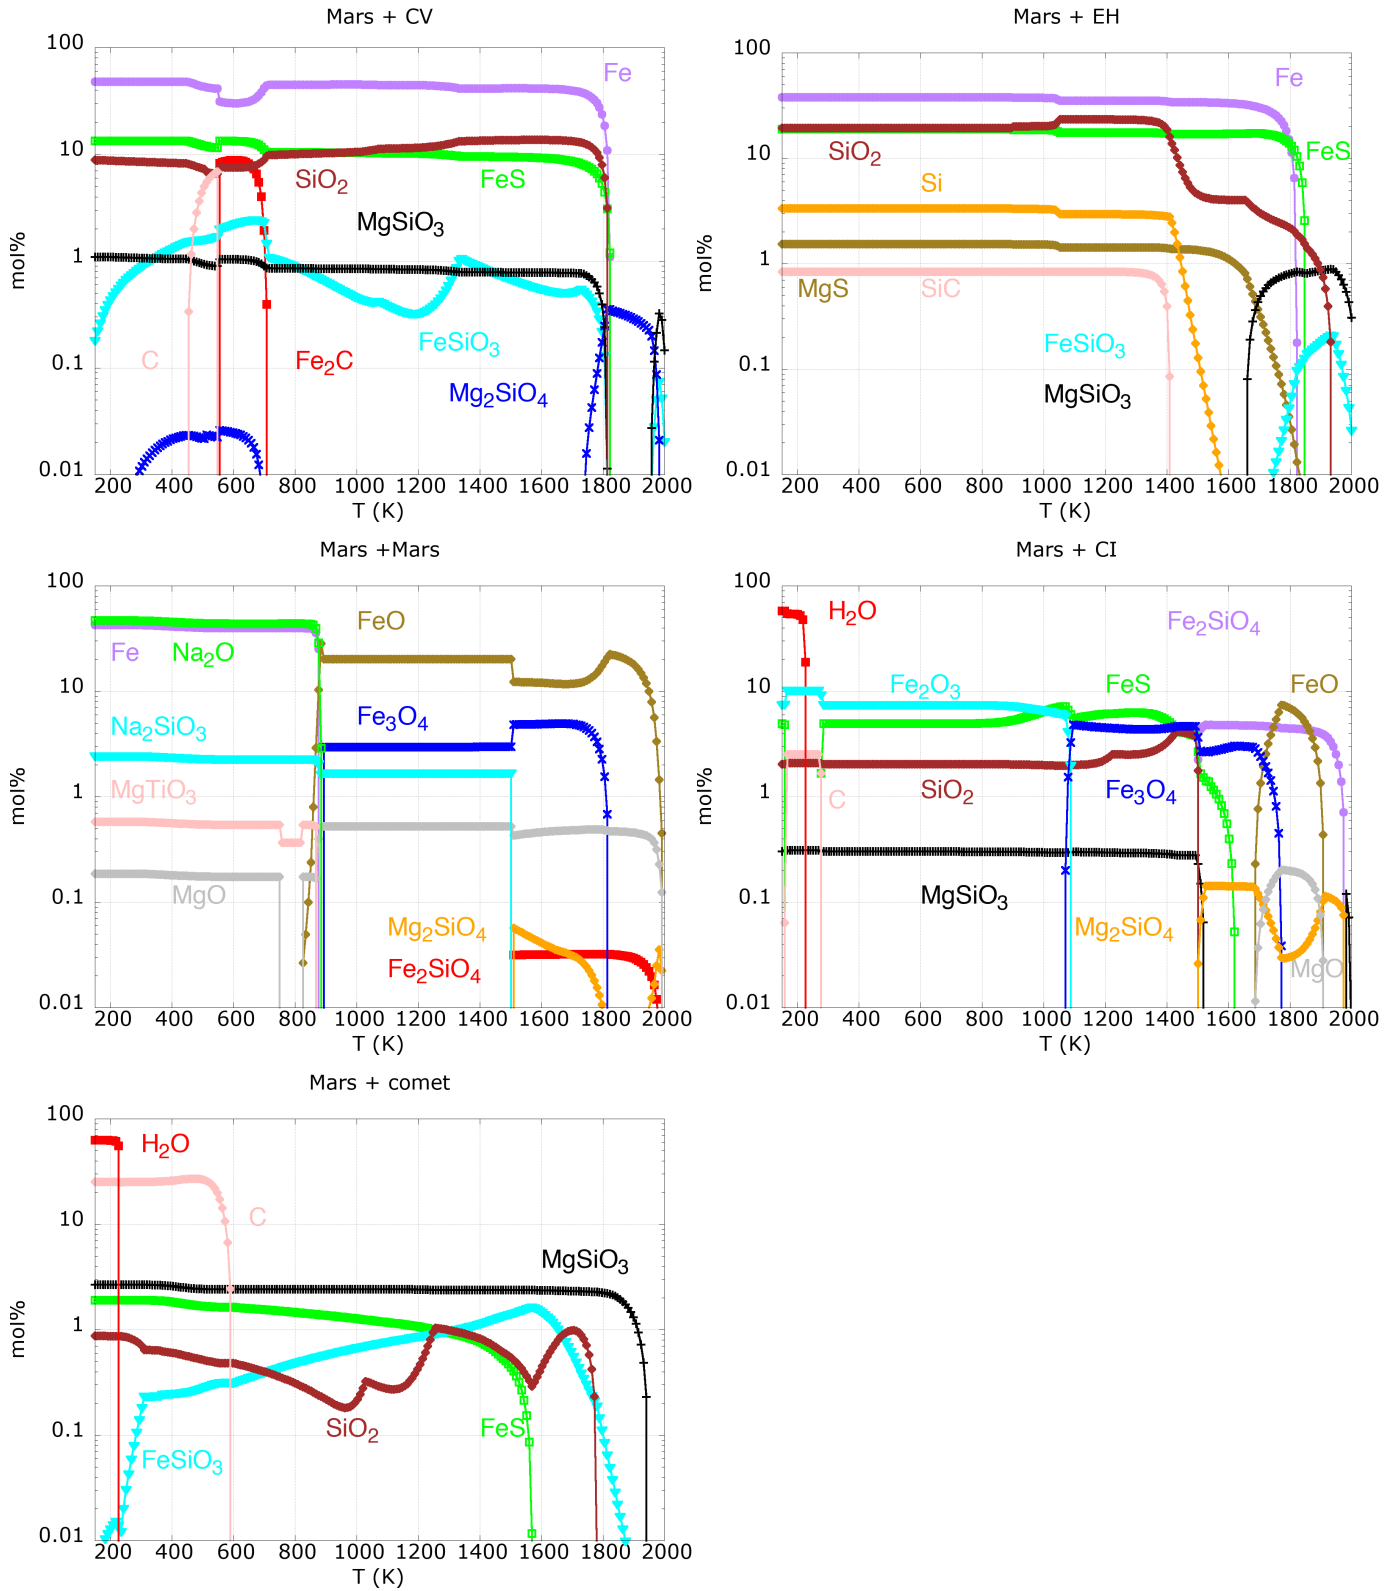 Mars + CV
100
10
1
0.1
0.01
mol%
Fe
SiO2
FeS
MgSiO3
FeSiO3
C
Fe2C
Mg2SiO4
200 400 600 800 1000 1200 1400 1600 1800 2000
T (K)
Mars + EH
100
10
1
0.1
0.01
mol%
Fe
SiO2
FeS
Si
MgS
SiC
FeSiO3
MgSiO3
200 400 600 800 1000 1200 1400 1600 1800 2000
T (K)
Mars +Mars
100
10
1
0.1
0.01
mol%
FeO
Fe
Na2O
Na2SiO3
Fe3O4
MgTiO3
MgO
Mg2SiO4
Fe2SiO4
200 400 600 800 1000 1200 1400 1600 1800 2000
T (K)
Mars + CI
100
10
1
0.1
0.01
mol%
H2O
Fe2SiO4
Fe2O3
FeS
FeO
C
SiO2
Fe3O4
MgSiO3
Mg2SiO4
MgO
200 400 600 800 1000 1200 1400 1600 1800 2000
T (K)
Mars + comet
100
10
1
0.1
0.01
mol%
H2O
C
MgSiO3
SiO2
FeS
FeSiO3
200 400 600 800 1000 1200 1400 1600 1800 2000
T (K)